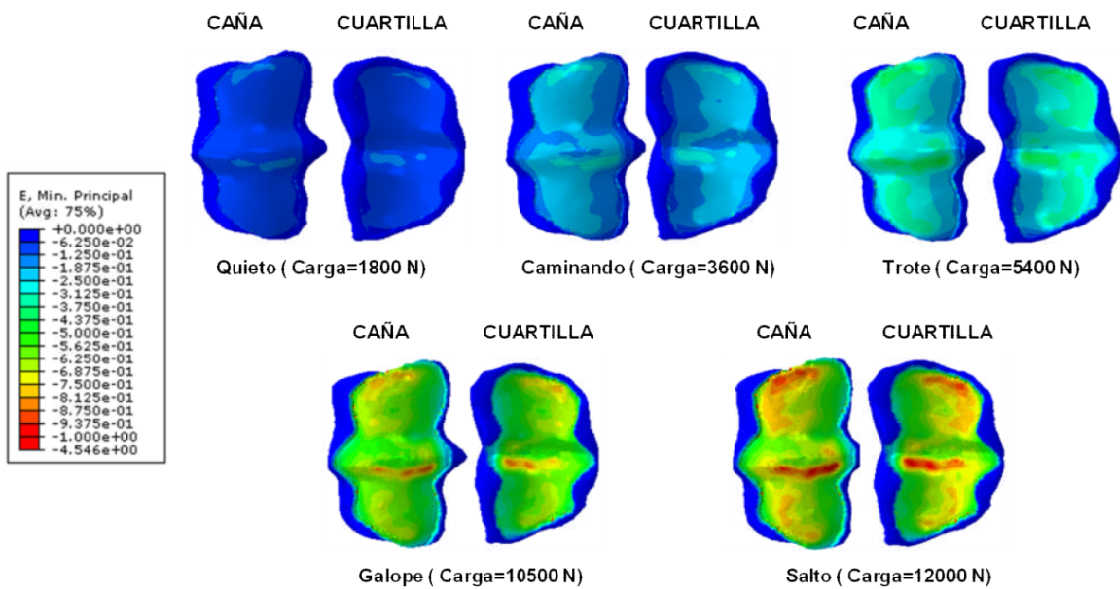 CAÑA CUARTILLA CAÑA CUARTILLA CAÑA CUARTILLA
Quieto ( Carga=1800 N) Caminando ( Carga=3600 N) Trote ( Carga=5400 N)
E, Min. Principal
(Avg: 75%)
+0.000e+00
-6.250e-02
-1.250e-01
-1.875e-01
-2.500e-01
-3.125e-01
-3.750e-01
-4.375e-01
-5.000e-01
-5.625e-01
-6.250e-01
-6.875e-01
-7.500e-01
-8.125e-01
-8.750e-01
-9.375e-01
-1.000e+00
-4.546e+00
CAÑA CUARTILLA CAÑA CUARTILLA
Galope ( Carga=10500 N) Salto ( Carga=12000 N)